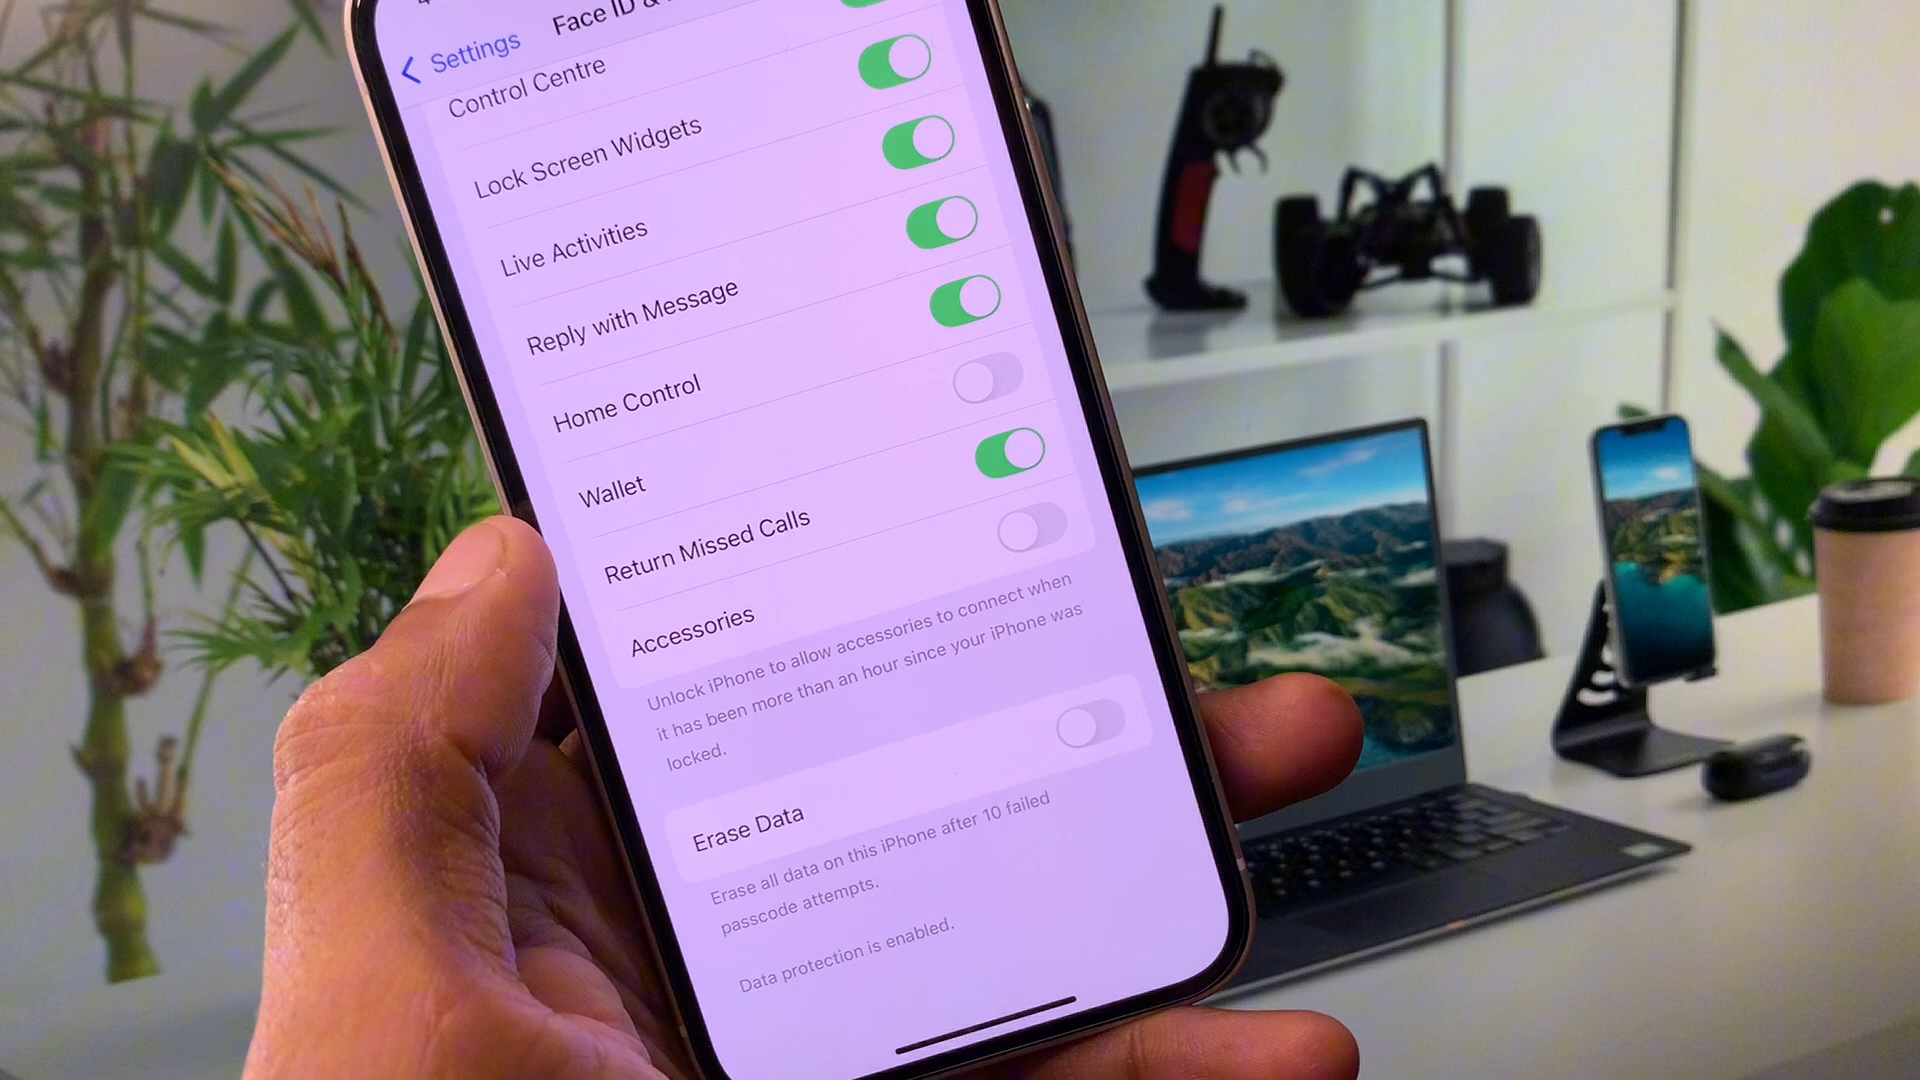 Settings
Face ID &
Control Centre
Lock Screen Widgets
Live Activities
Reply with Message
Home Control
Wallet
Return Missed Calls
Accessories
Unlock iPhone to allow accessories to connect when
it has been more than an hour since your iPhone was
locked.
Erase Data
Erase all data on this iPhone after 10 failed
passcode attempts.
Data protection is enabled.